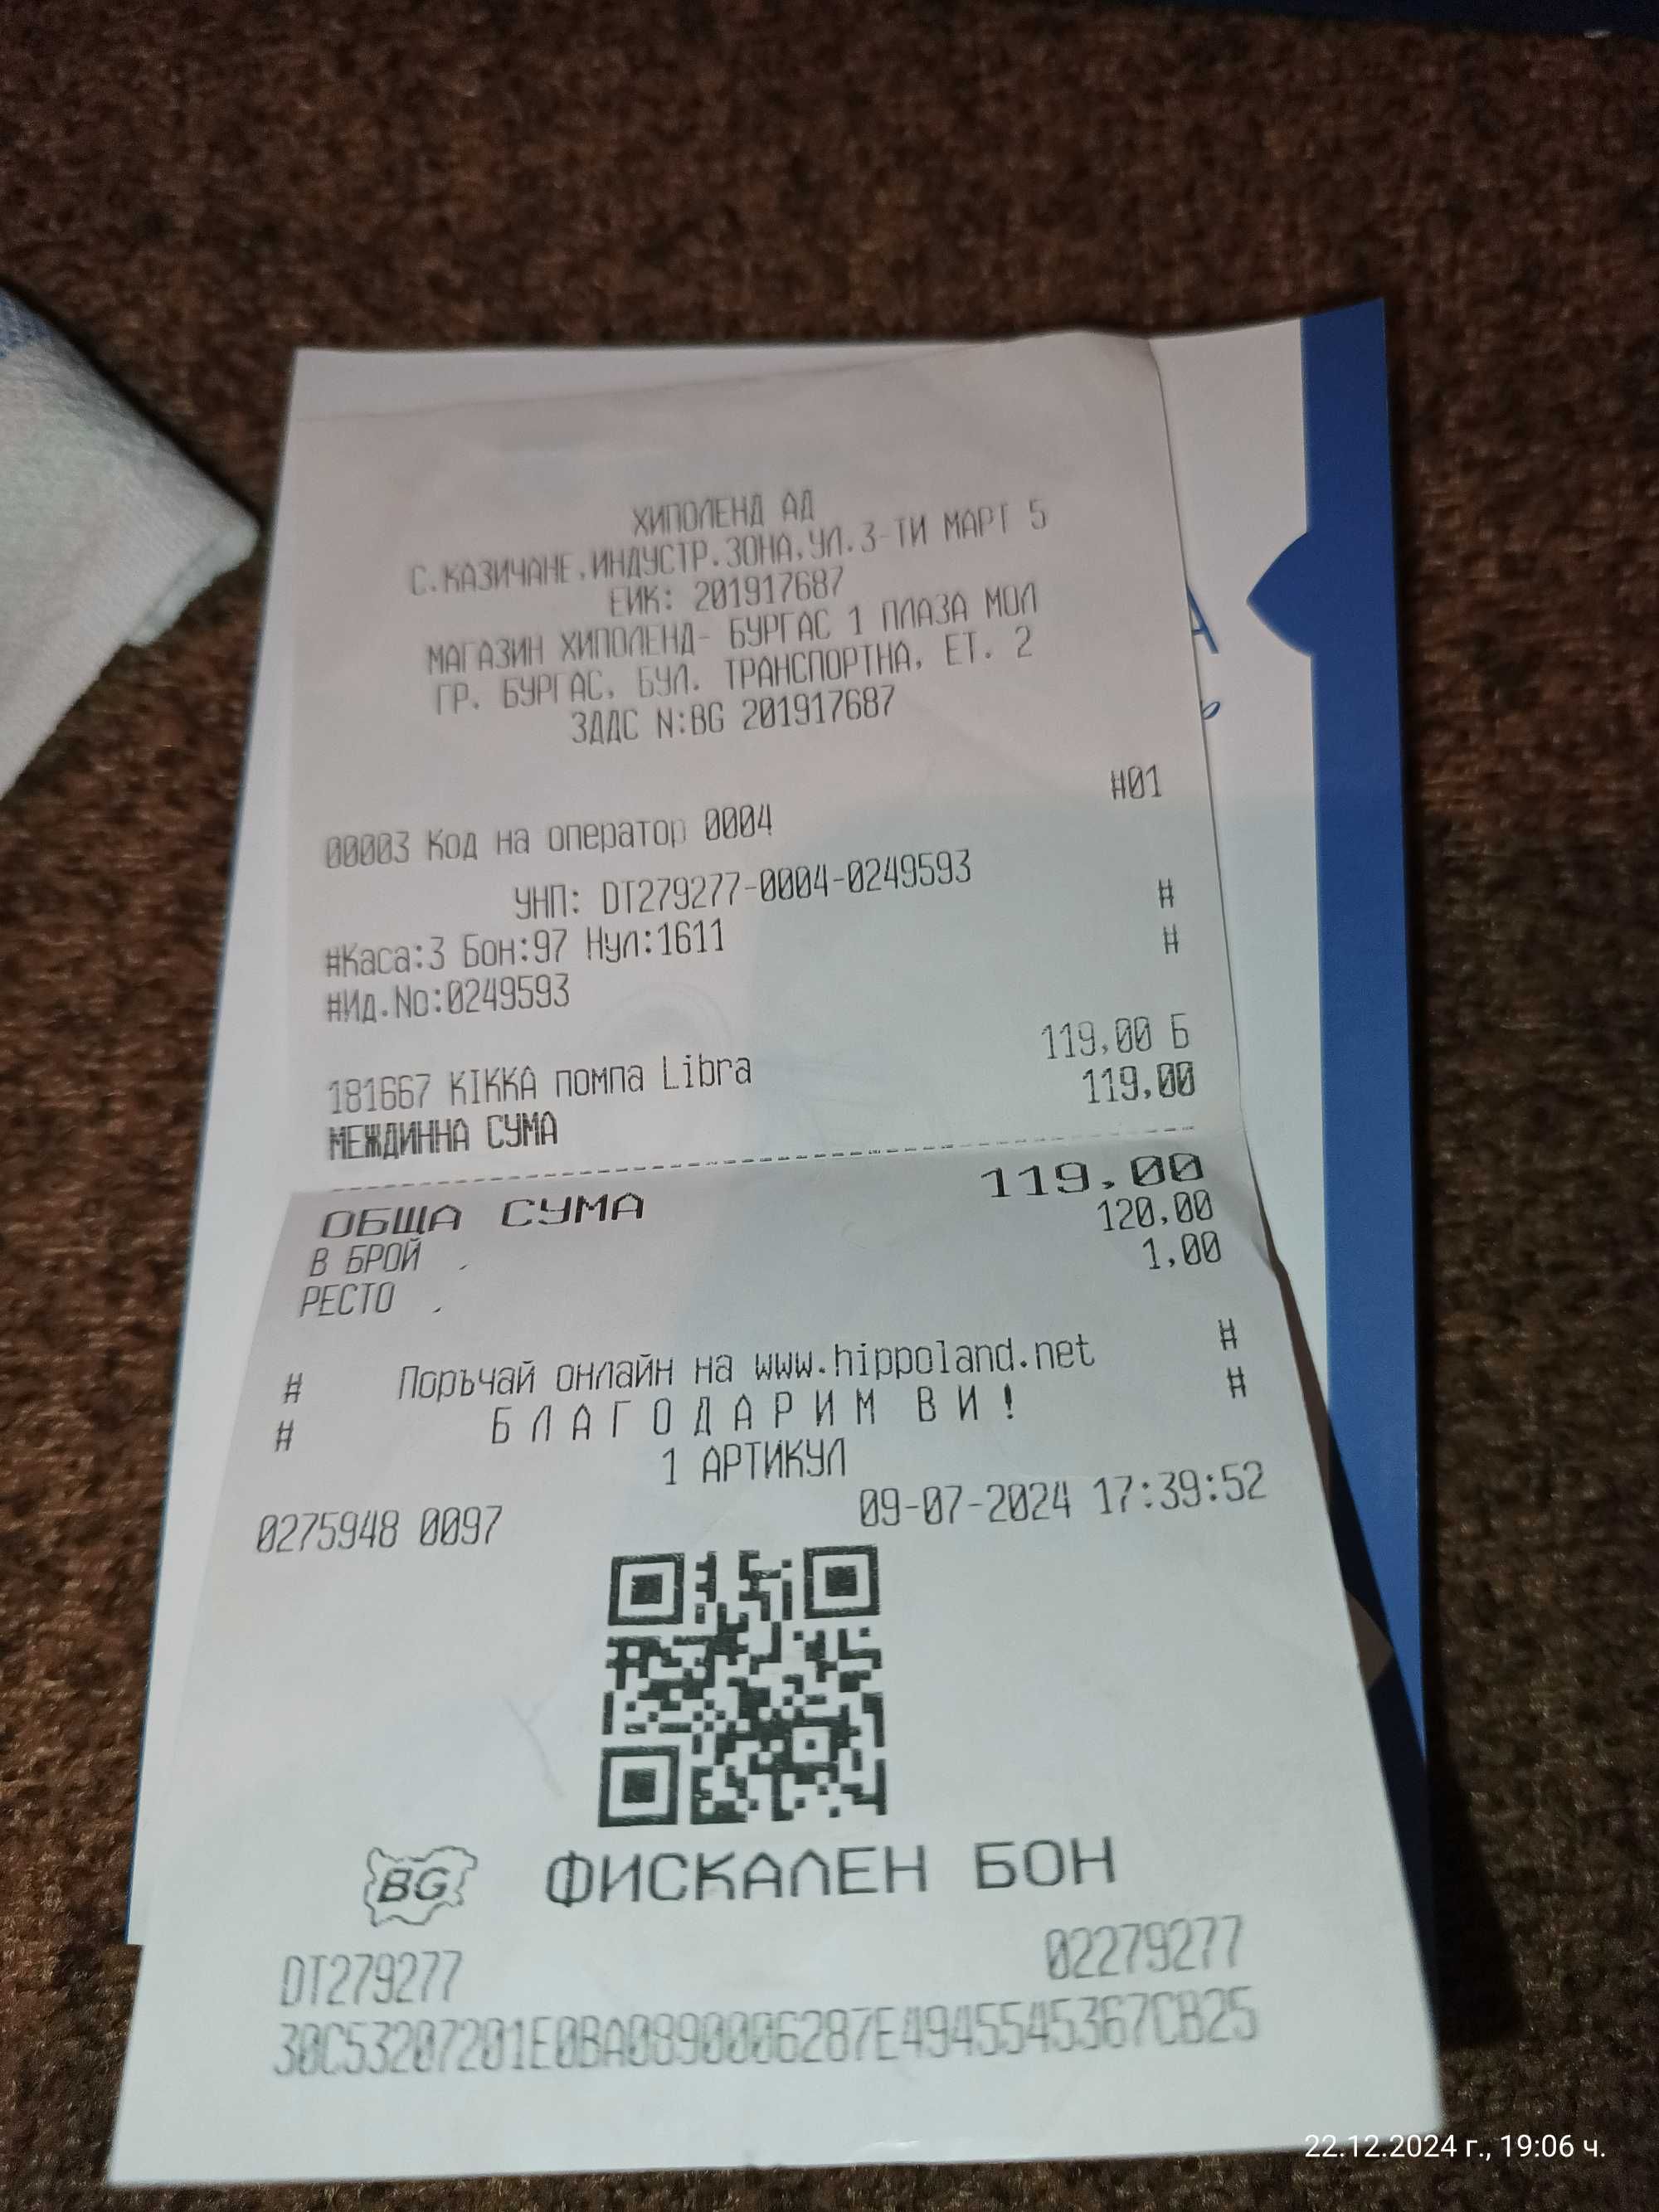 ХИПОЛЕНД АД
С.КАЗИЧАНЕ,ИНДУСТР.ЗОНА,УЛ.3-ТИ МАРТ 5
ЕИК: 201917687
МАГАЗИН ХИПОЛЕНД- БУРГАС 1 ПЛАЗА МОЛ
ГР. БУРГАС, БУЛ. ТРАНСПОРТНА, ЕТ. 2
ЗДДС N:BG 201917687
#01
00003 Код на оператор 0004
УНП: DT279277-0004-0249593
#Каса:3 Бон:97 Нул:1611 #
#Ид.No:0249593 #
181667 KIKKA помпа Libra 119,00 Б
МЕЖДИННА СУМА 119,00
ОБЩА СУМА 119,00
В БРОЙ 120,00
РЕСТО 1,00
# Поръчай онлайн на www.hippoland.net #
# БЛАГОДАРИМ ВИ! #
1 АРТИКУЛ
0275948 0097 09-07-2024 17:39:52
BG ФИСКАЛЕН БОН
DT279277 02279277
30C53207201E0BA0890006287E4945545367CB25
22.12.2024 г., 19:06 ч.